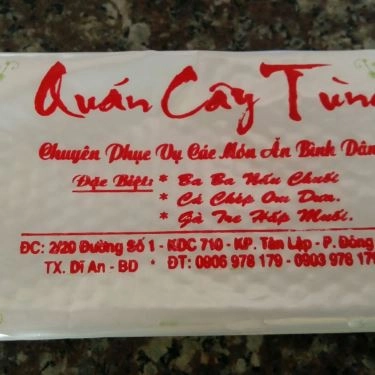 Quán Cây Tùng
Chuyên Phục Vụ Các Món Ăn Bình Dân
Đặc Biệt: * Ba Ba Nấu Chuối
* Cá Chép Om Dưa.
* Gà Tre Hấp Muối.
ĐC: 2/20 Đường Số 1 - KDC 710 - KP. Tân Lập - P. Đông
TX. Dĩ An - BD * ĐT: 0906 978 179 - 0903 978 179